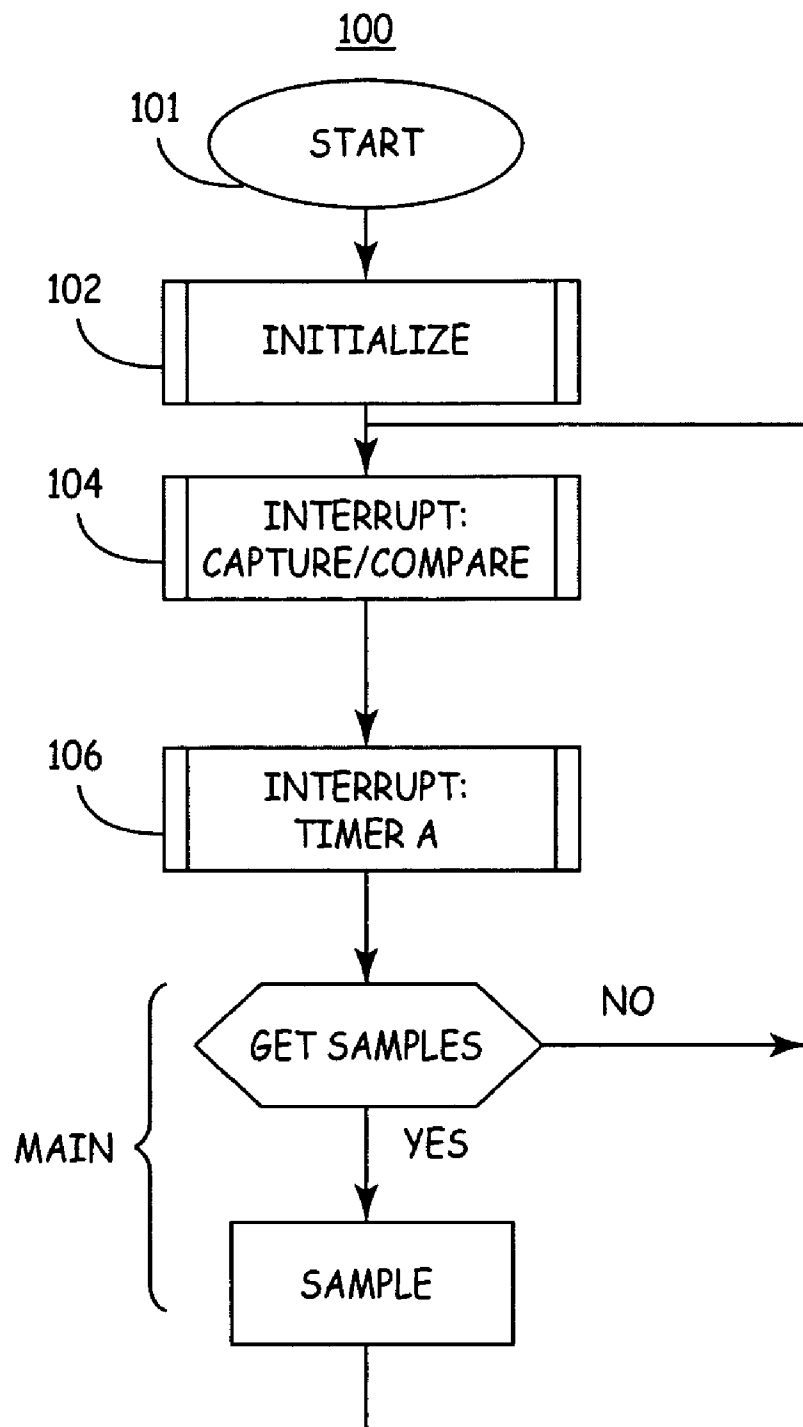 100
101
START
102
INITIALIZE
104
INTERRUPT:
CAPTURE/COMPARE
106
INTERRUPT:
TIMER A
GET SAMPLES
NO
YES
MAIN
SAMPLE